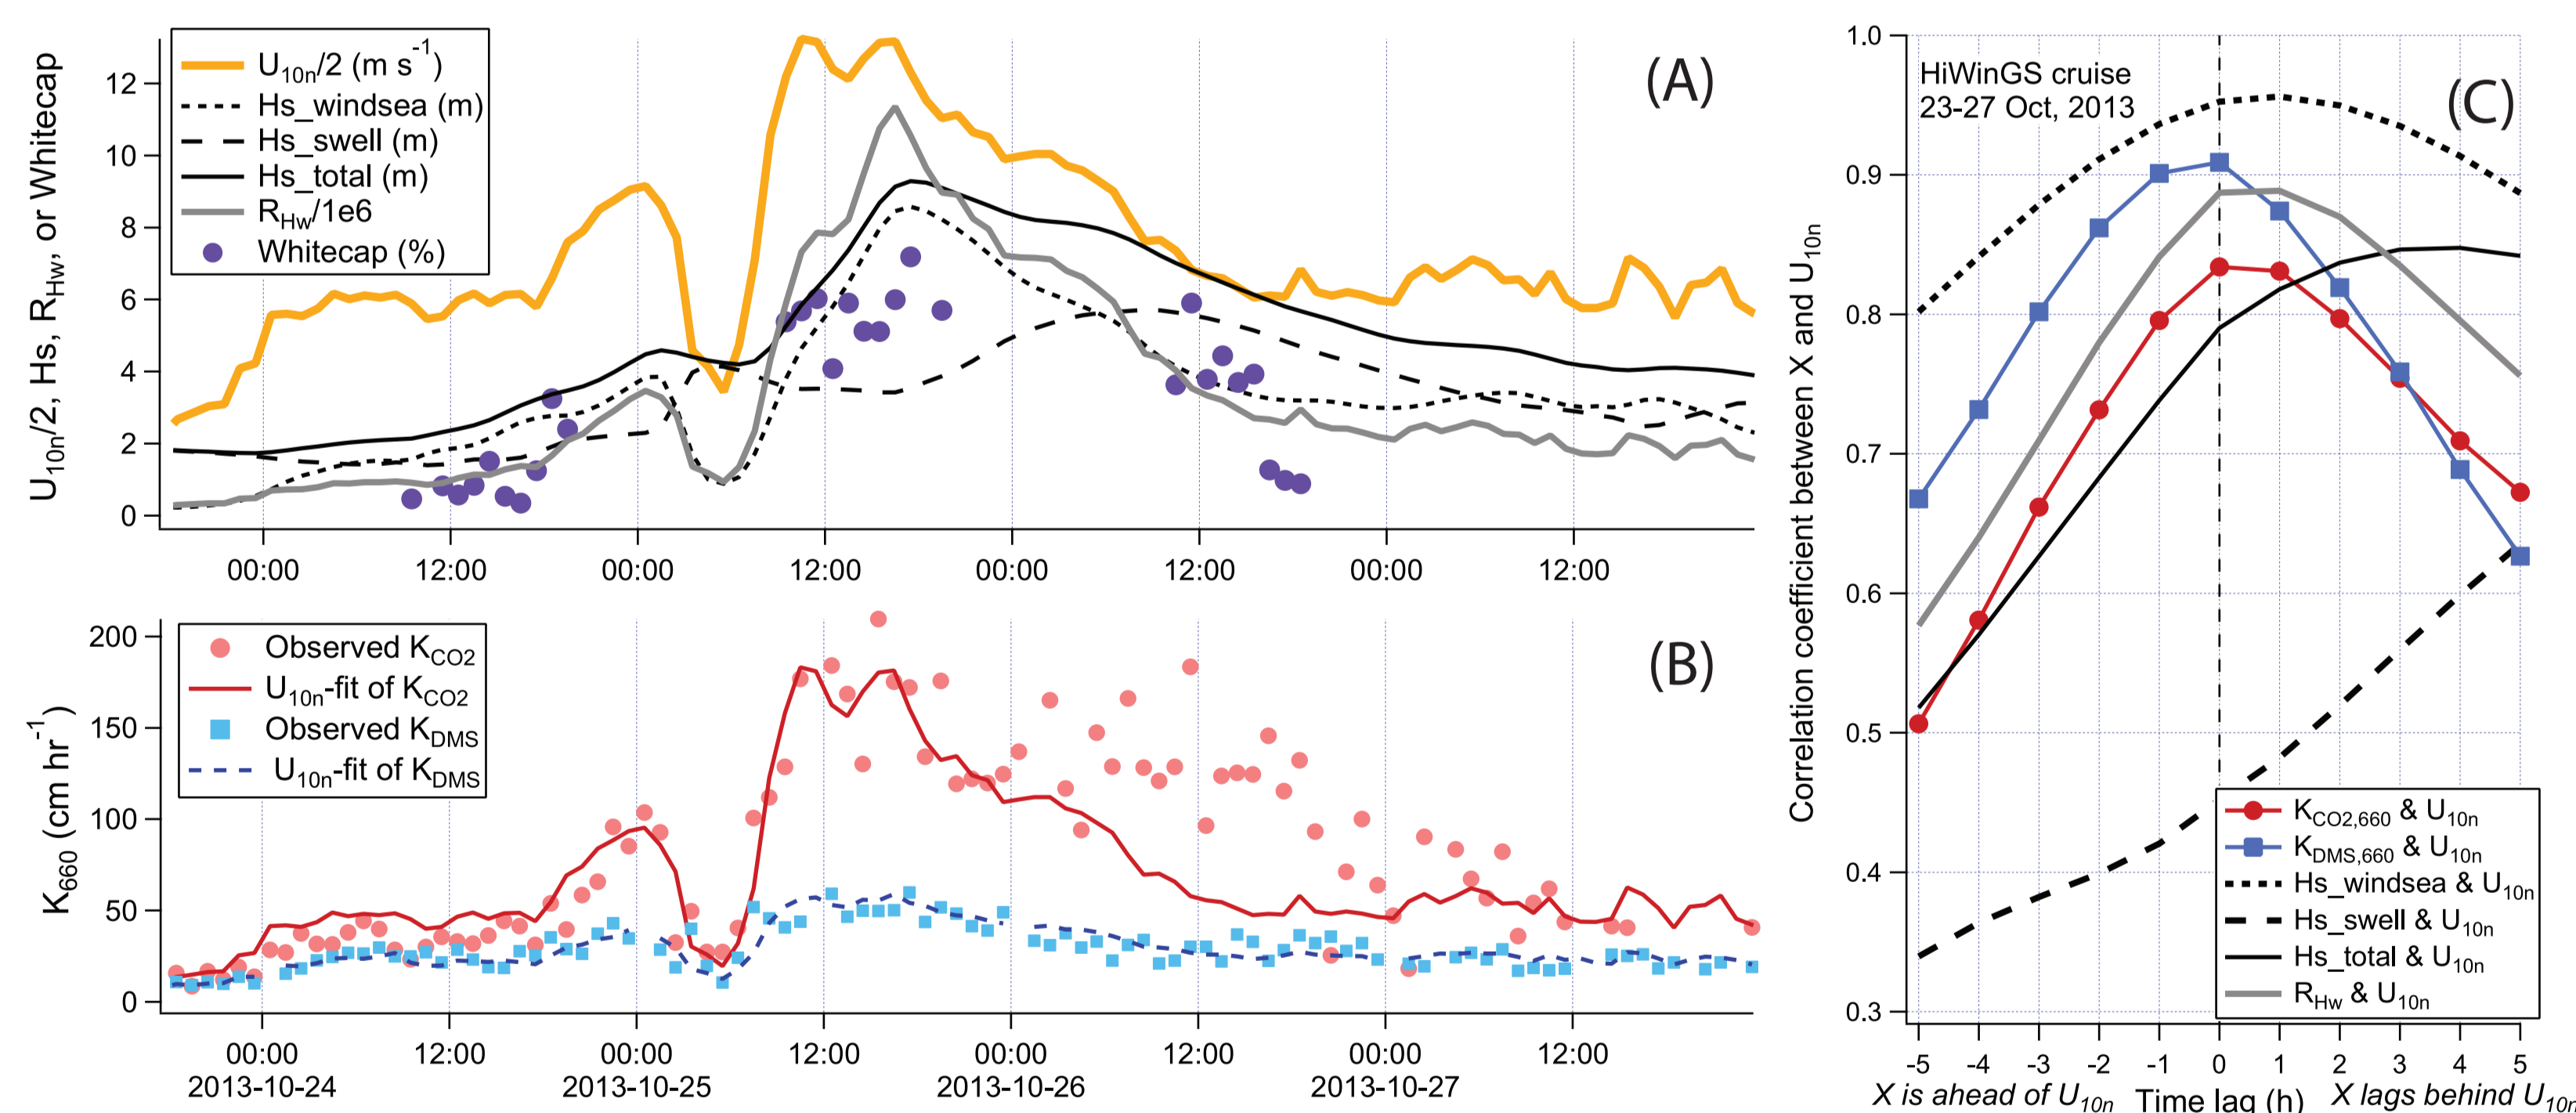 U10n/2, Hs, RHw, or Whitecap
U10n/2 (m s-1)
Hs_windsea (m)
Hs_swell (m)
Hs_total (m)
RHw/1e6
Whitecap (%)
(A)
12
10
8
6
4
2
0
00:00 12:00 00:00 12:00 00:00 12:00 00:00 12:00
K660 (cm hr-1)
Observed KCO2
U10n-fit of KCO2
Observed KDMS
U10n-fit of KDMS
(B)
200
150
100
50
0
00:00 12:00 00:00 12:00 00:00 12:00 00:00 12:00
2013-10-24 2013-10-25 2013-10-26 2013-10-27
Correlation coefficient between X and U10n
HiWinGS cruise
23-27 Oct, 2013
(C)
1.0
0.9
0.8
0.7
0.6
0.5
0.4
0.3
KCO2,660 & U10n
KDMS,660 & U10n
Hs_windsea & U10n
Hs_swell & U10n
Hs_total & U10n
RHw & U10n
-5 -4 -3 -2 -1 0 1 2 3 4 5
X is ahead of U10n Time lag (h) X lags behind U10n